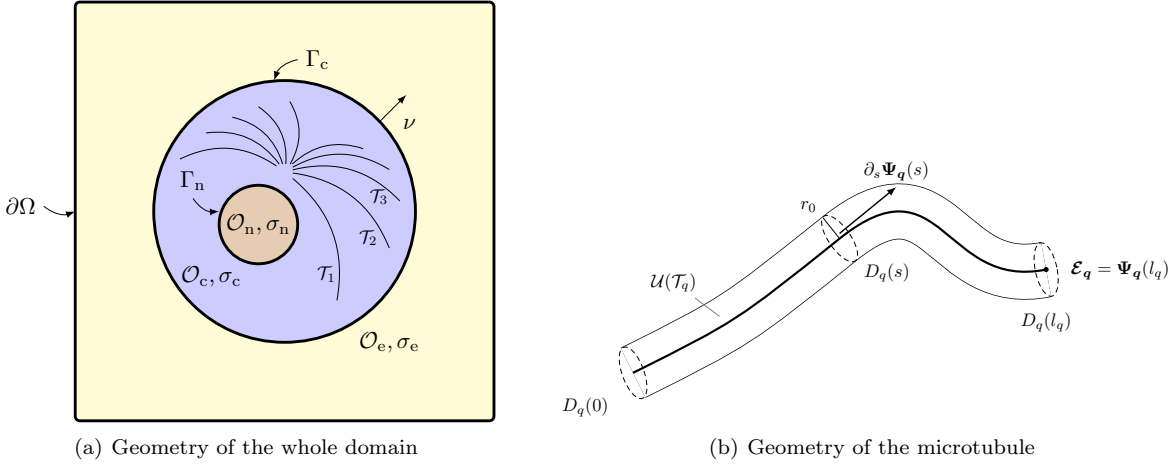 Γc
ν
Γn
∂Ω
𝒯3
𝒪n, σn
𝒯2
𝒯1
𝒪c, σc
𝒪e, σe
(a) Geometry of the whole domain
∂sΨq(s)
r0
Dq(s)
ℰq = Ψq(lq)
𝒰(𝒯q)
Dq(lq)
Dq(0)
(b) Geometry of the microtubule